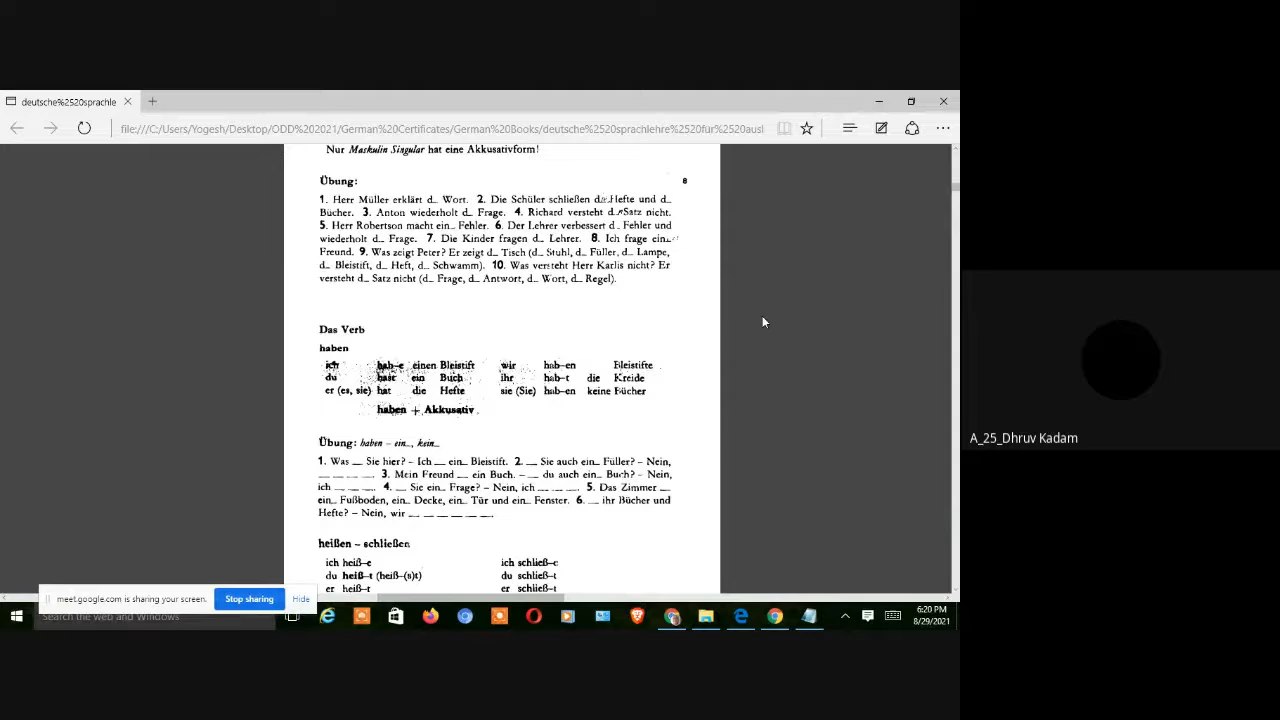 deutsche%2520sprachle
file:///C:/Users/Yogesh/Desktop/ODD%202021/German%20Certificates/German%20Books/deutsche%2520sprachlehre%2520für%2520ausl
Nur Maskulin Singular hat eine Akkusativform!
Übung:
8
1. Herr Müller erklärt d_ Wort. 2. Die Schüler schließen d_ Hefte und d_
Bücher. 3. Anton wiederholt d_ Frage. 4. Richard versteht d_ Satz nicht.
5. Herr Robertson macht ein_ Fehler. 6. Der Lehrer verbessert d_ Fehler und
wiederholt d_ Frage. 7. Die Kinder fragen d_ Lehrer. 8. Ich frage ein_
Freund. 9. Was zeigt Peter? Er zeigt d_ Tisch (d_ Stuhl, d_ Füller, d_ Lampe,
d_ Bleistift, d_ Heft, d_ Schwamm). 10. Was versteht Herr Karlis nicht? Er
versteht d_ Satz nicht (d_ Frage, d_ Antwort, d_ Wort, d_ Regel).
Das Verb
haben
ich hab-e einen Bleistift wir hab-en Bleistifte
du hast ein Buch ihr hab-t die Kreide
er (es, sie) hat die Hefte sie (Sie) hab-en keine Bücher
haben + Akkusativ
Übung: haben – ein_, kein_
1. Was __ Sie hier? – Ich __ ein_ Bleistift. 2. __ Sie auch ein_ Füller? – Nein,
__ __ __ __. 3. Mein Freund __ ein Buch. – __ du auch ein_ Buch? – Nein,
ich __ __ __. 4. __ Sie ein_ Frage? – Nein, ich __ __ __. 5. Das Zimmer __
ein_ Fußboden, ein_ Decke, ein_ Tür und ein_ Fenster. 6. __ ihr Bücher und
Hefte? – Nein, wir __ __ __ __ __.
heißen – schließen
ich heiß-e ich schließ-e
du heiß-t (heiß-(s)t) du schließ-t
er heiß-t er schließ-t
meet.google.com is sharing your screen. Stop sharing Hide
Search the web and Windows
6:20 PM
8/29/2021
A_25_Dhruv Kadam